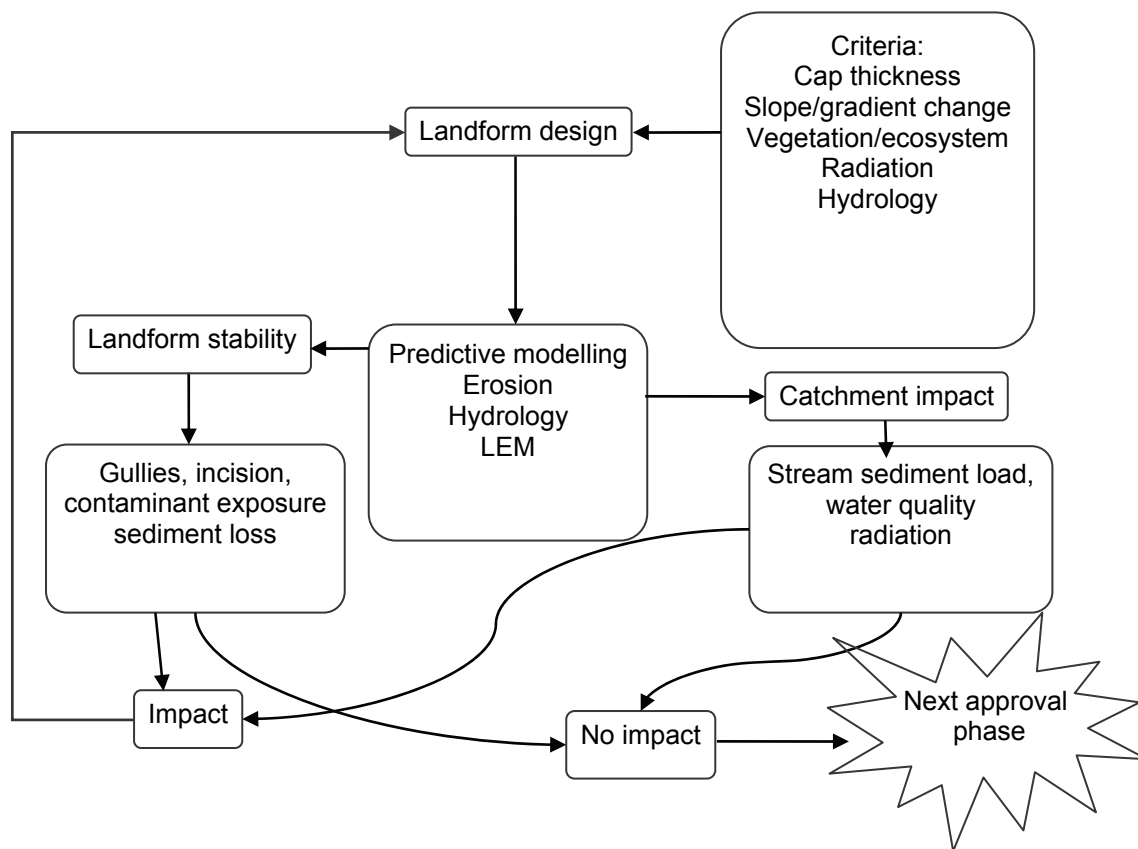 Criteria:
Cap thickness
Slope/gradient change
Vegetation/ecosystem
Radiation
Hydrology
Landform design
Landform stability
Predictive modelling
Erosion
Hydrology
LEM
Catchment impact
Gullies, incision,
contaminant exposure
sediment loss
Stream sediment load,
water quality
radiation
Impact
No impact
Next approval
phase